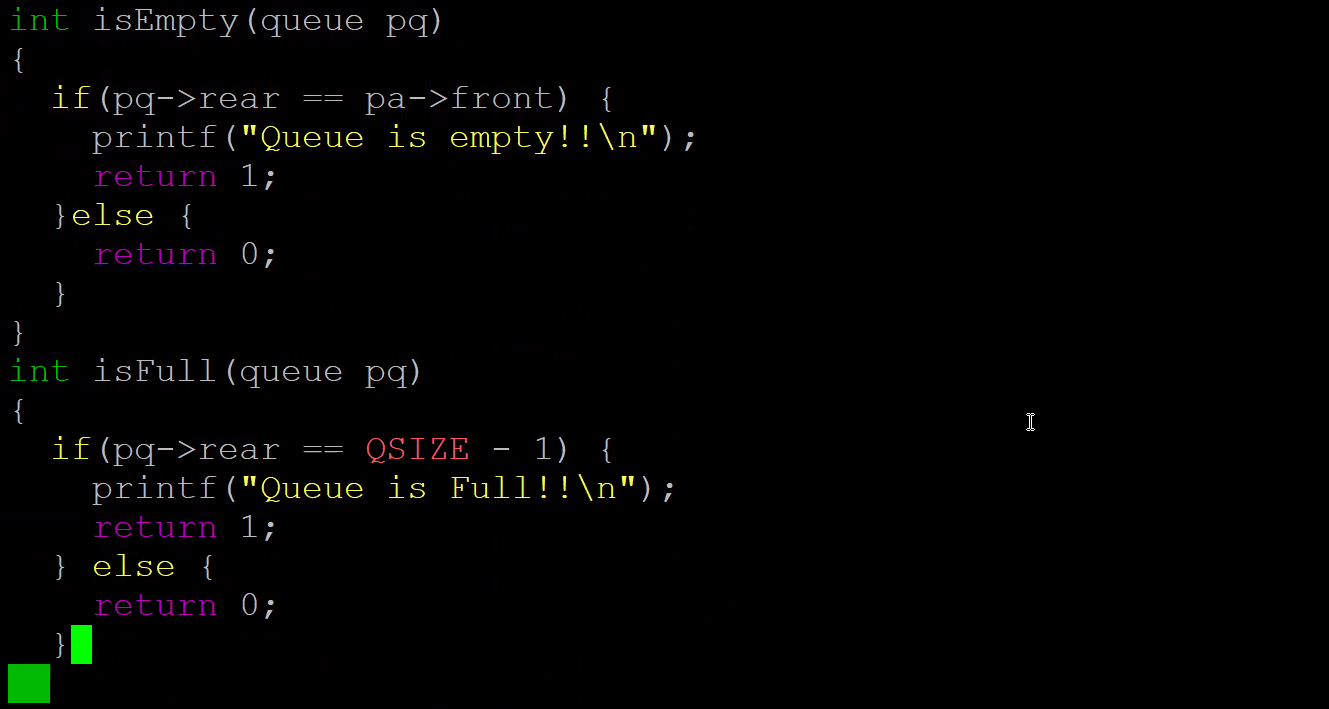 int isEmpty(queue pq)
{
  if(pq->rear == pa->front) {
    printf("Queue is empty!!\n");
    return 1;
  }else {
    return 0;
  }
}
int isFull(queue pq)
{
  if(pq->rear == QSIZE - 1) {
    printf("Queue is Full!!\n");
    return 1;
  } else {
    return 0;
  }